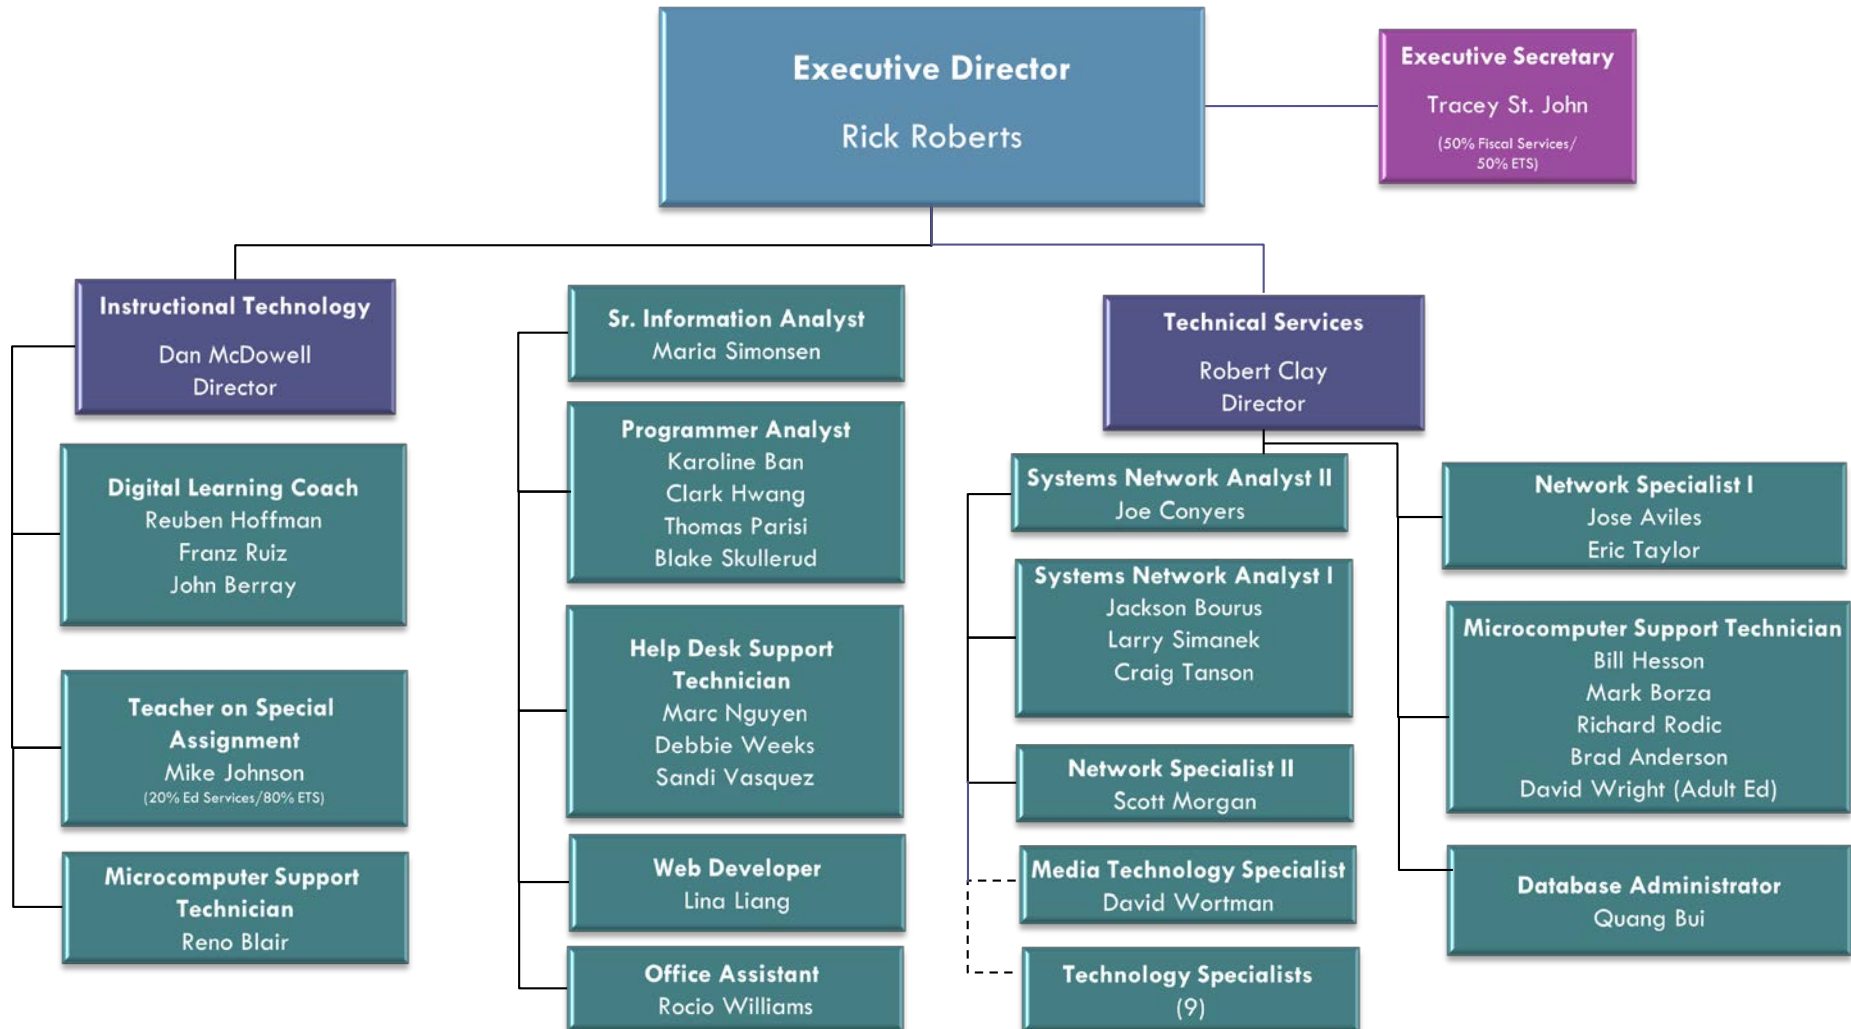 Executive Director
Rick Roberts
Executive Secretary
Tracey St. John
(50% Fiscal Services/
50% ETS)
Instructional Technology
Dan McDowell
Director
Digital Learning Coach
Reuben Hoffman
Franz Ruiz
John Berray
Teacher on Special
Assignment
Mike Johnson
(20% Ed Services/80% ETS)
Microcomputer Support
Technician
Reno Blair
Sr. Information Analyst
Maria Simonsen
Programmer Analyst
Karoline Ban
Clark Hwang
Thomas Parisi
Blake Skullerud
Help Desk Support
Technician
Marc Nguyen
Debbie Weeks
Sandi Vasquez
Web Developer
Lina Liang
Office Assistant
Rocio Williams
Technical Services
Robert Clay
Director
Systems Network Analyst II
Joe Conyers
Systems Network Analyst I
Jackson Bourus
Larry Simanek
Craig Tanson
Network Specialist II
Scott Morgan
Media Technology Specialist
David Wortman
Technology Specialists
(9)
Network Specialist I
Jose Aviles
Eric Taylor
Microcomputer Support Technician
Bill Hesson
Mark Borza
Richard Rodic
Brad Anderson
David Wright (Adult Ed)
Database Administrator
Quang Bui